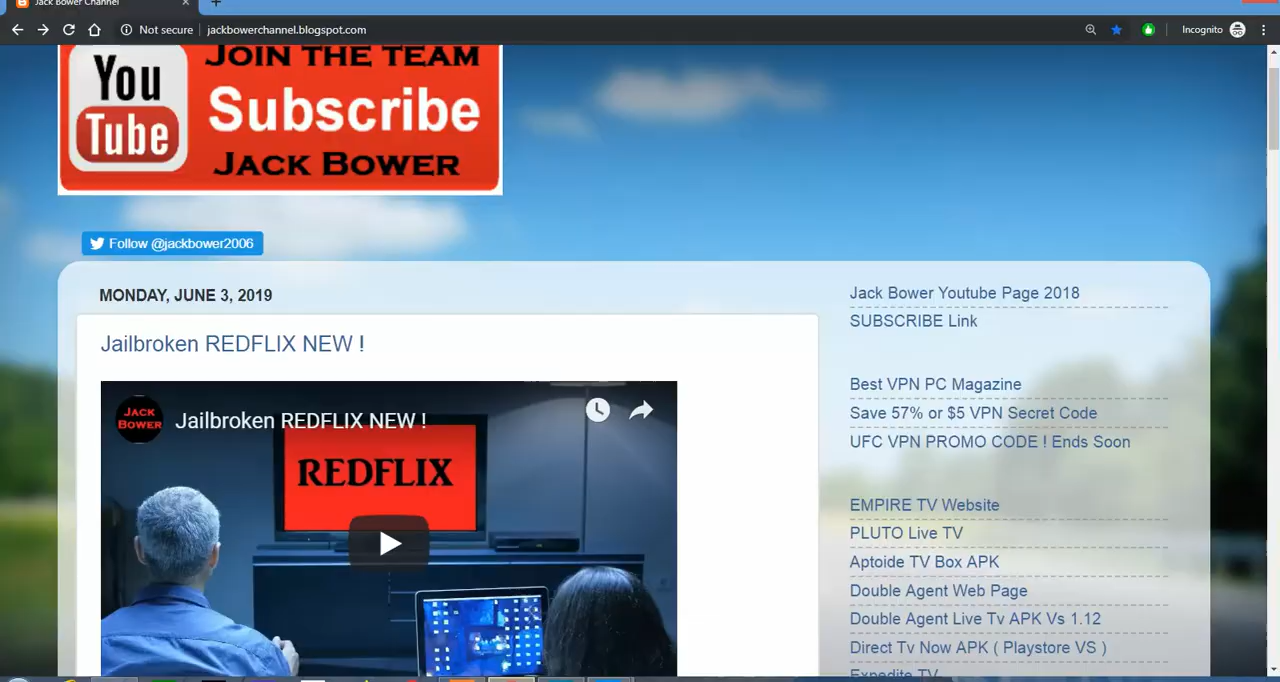 Jack Bower Channel
Not secure
jackbowerchannel.blogspot.com
Incognito
You
Tube
JOIN THE TEAM
Subscribe
JACK BOWER
Follow @jackbower2006
MONDAY, JUNE 3, 2019
Jailbroken REDFLIX NEW !
JACK
BOWER
Jailbroken REDFLIX NEW !
REDFLIX
Jack Bower Youtube Page 2018
SUBSCRIBE Link
Best VPN PC Magazine
Save 57% or $5 VPN Secret Code
UFC VPN PROMO CODE ! Ends Soon
EMPIRE TV Website
PLUTO Live TV
Aptoide TV Box APK
Double Agent Web Page
Double Agent Live Tv APK Vs 1.12
Direct Tv Now APK ( Playstore VS )
Expedite TV